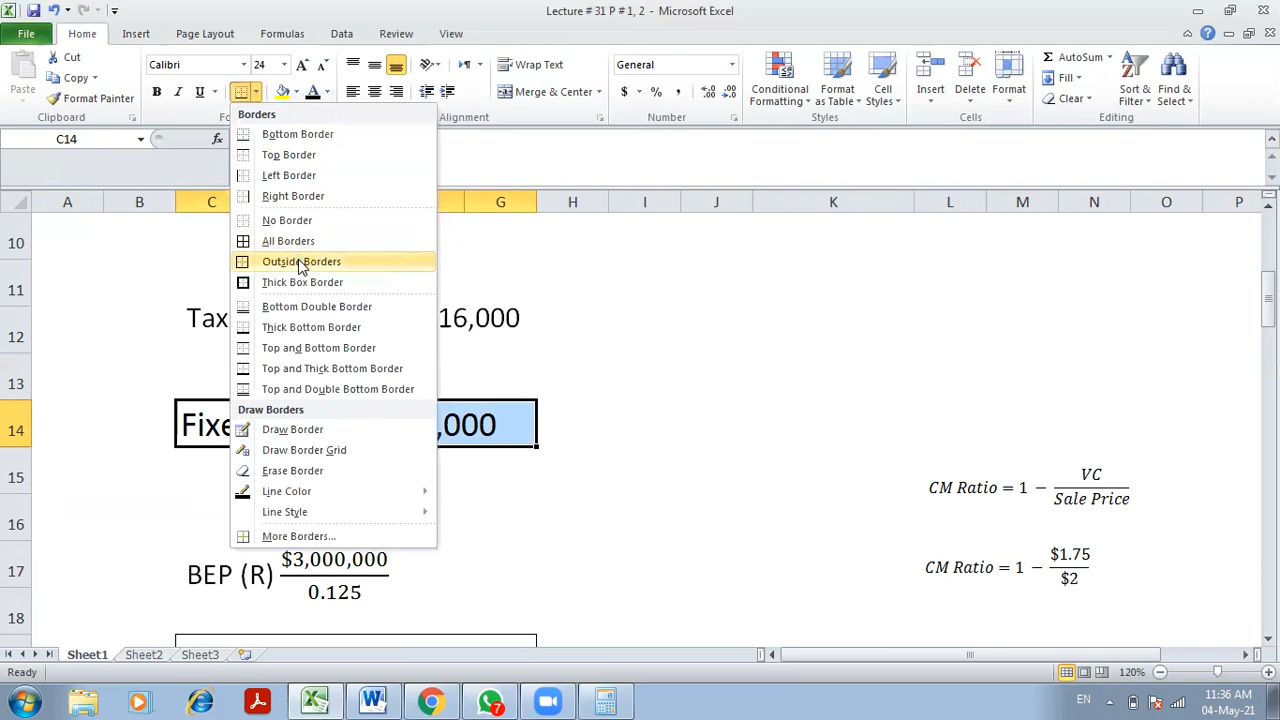 Lecture # 31 P # 1, 2 - Microsoft Excel
File Home Insert Page Layout Formulas Data Review View
Cut
Copy
Format Painter
Paste
Clipboard
Calibri 24
B I U
Wrap Text
Merge & Center
Alignment
General
$ % ,
Number
Conditional Formatting
Format as Table
Cell Styles
Styles
Insert Delete Format
Cells
AutoSum
Fill
Clear
Sort & Filter
Find & Select
Editing
C14
fx
A B C G H I J K L M N O P
Borders
Bottom Border
Top Border
Left Border
Right Border
No Border
All Borders
Outside Borders
Thick Box Border
Bottom Double Border
Thick Bottom Border
Top and Bottom Border
Top and Thick Bottom Border
Top and Double Bottom Border
Draw Borders
Draw Border
Draw Border Grid
Erase Border
Line Color
Line Style
More Borders...
10
11
12
13
14
15
16
17
18
Tax 16,000
Fixe ,000
BEP (R) $3,000,000
0.125
CM Ratio = 1 − VC
Sale Price
CM Ratio = 1 − $1.75
$2
Sheet1 Sheet2 Sheet3
Ready
120%
7
EN
11:36 AM
04-May-21